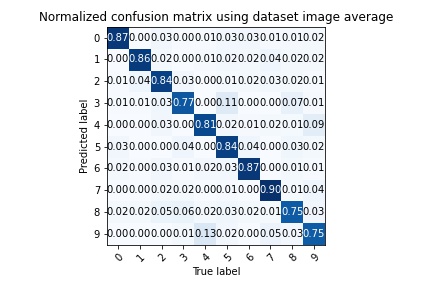 Normalized confusion matrix using dataset image average
Predicted label
0 0.87 0.00 0.03 0.00 0.01 0.03 0.03 0.01 0.01 0.02
1 0.00 0.86 0.02 0.00 0.01 0.02 0.02 0.04 0.02 0.02
2 0.01 0.04 0.84 0.03 0.00 0.01 0.02 0.03 0.02 0.01
3 0.01 0.01 0.03 0.77 0.00 0.11 0.00 0.00 0.07 0.01
4 0.00 0.00 0.03 0.00 0.81 0.02 0.01 0.02 0.01 0.09
5 0.03 0.00 0.00 0.04 0.00 0.84 0.04 0.00 0.03 0.02
6 0.00 0.02 0.01 0.02 0.02 0.03 0.87 0.00 0.01 0.01
7 0.00 0.00 0.02 0.01 0.00 0.01 0.00 0.90 0.01 0.04
8 0.02 0.02 0.05 0.06 0.02 0.03 0.02 0.01 0.75 0.03
9 0.00 0.00 0.00 0.01 0.13 0.02 0.00 0.05 0.03 0.75
0 1 2 3 4 5 6 7 8 9
True label